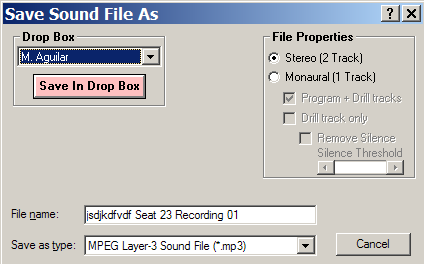 Save Sound File As
Drop Box
M. Aguilar
Save In Drop Box
File Properties
Stereo (2 Track)
Monaural (1 Track)
Program + Drill tracks
Drill track only
Remove Silence
Silence Threshold
File name: jsdjkdfvdf Seat 23 Recording 01
Save as type: MPEG Layer-3 Sound File (*.mp3)
Cancel